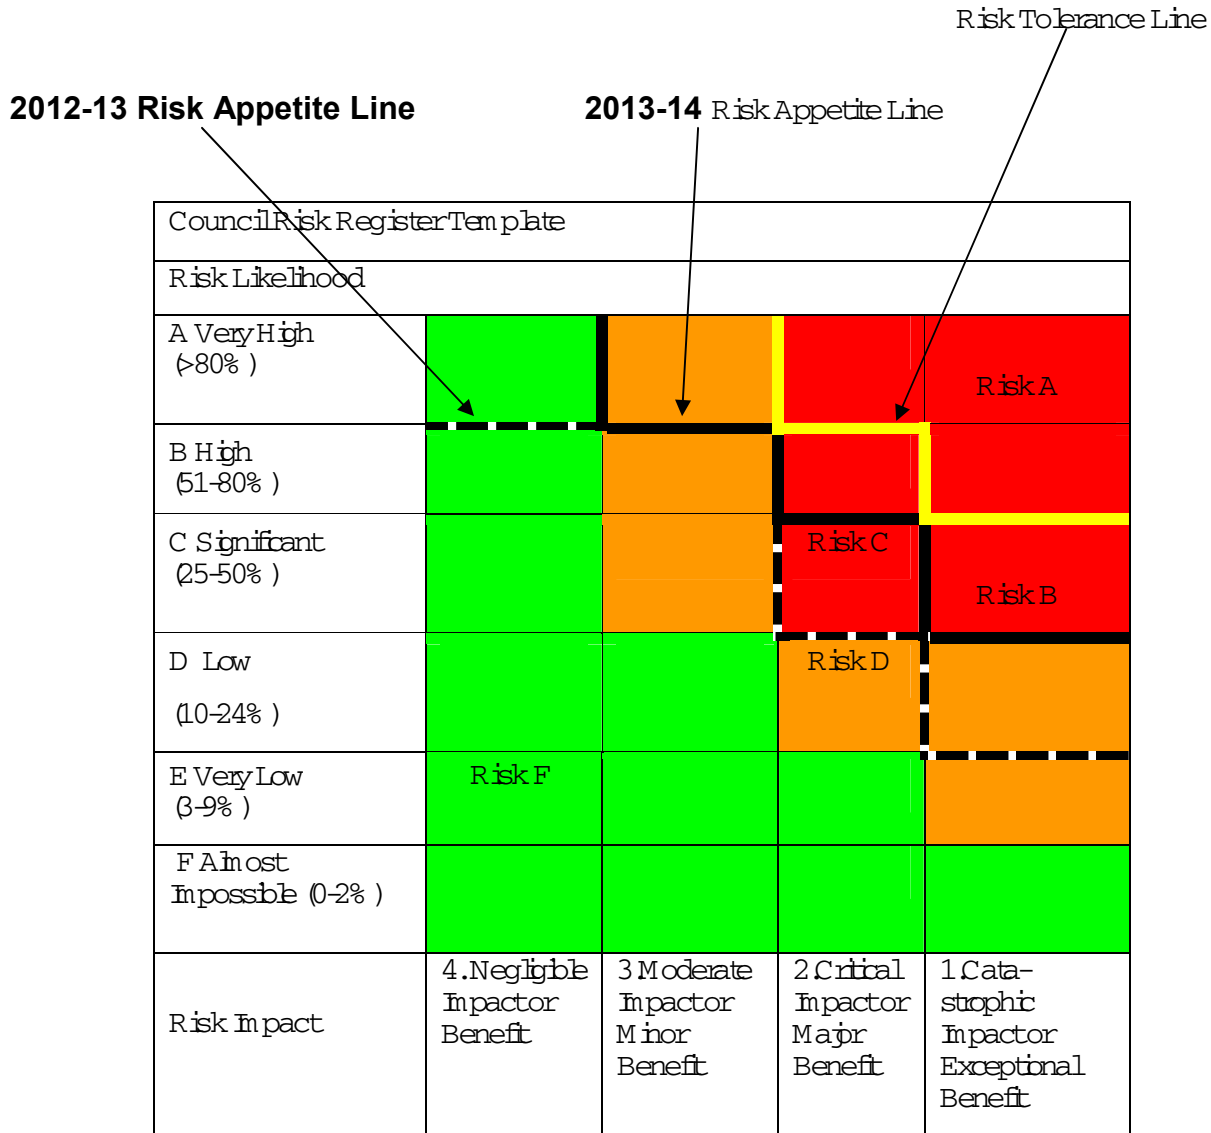 Risk Tolerance Line
2012-13 Risk Appetite Line
2013-14 Risk Appetite Line
Council Risk Register Template
Risk Likelihood
A Very High
(>80% )
Risk A
B High
(51-80% )
C Significant
(25-50% )
Risk C
Risk B
D Low
(10-24% )
Risk D
E Very Low
(3-9% )
Risk F
F Almost
Impossible (0-2% )
Risk Impact
4.Negligible
Impact or
Benefit
3.Moderate
Impact or
Minor
Benefit
2.Critical
Impact or
Major
Benefit
1.Cata-
strophic
Impact or
Exceptional
Benefit